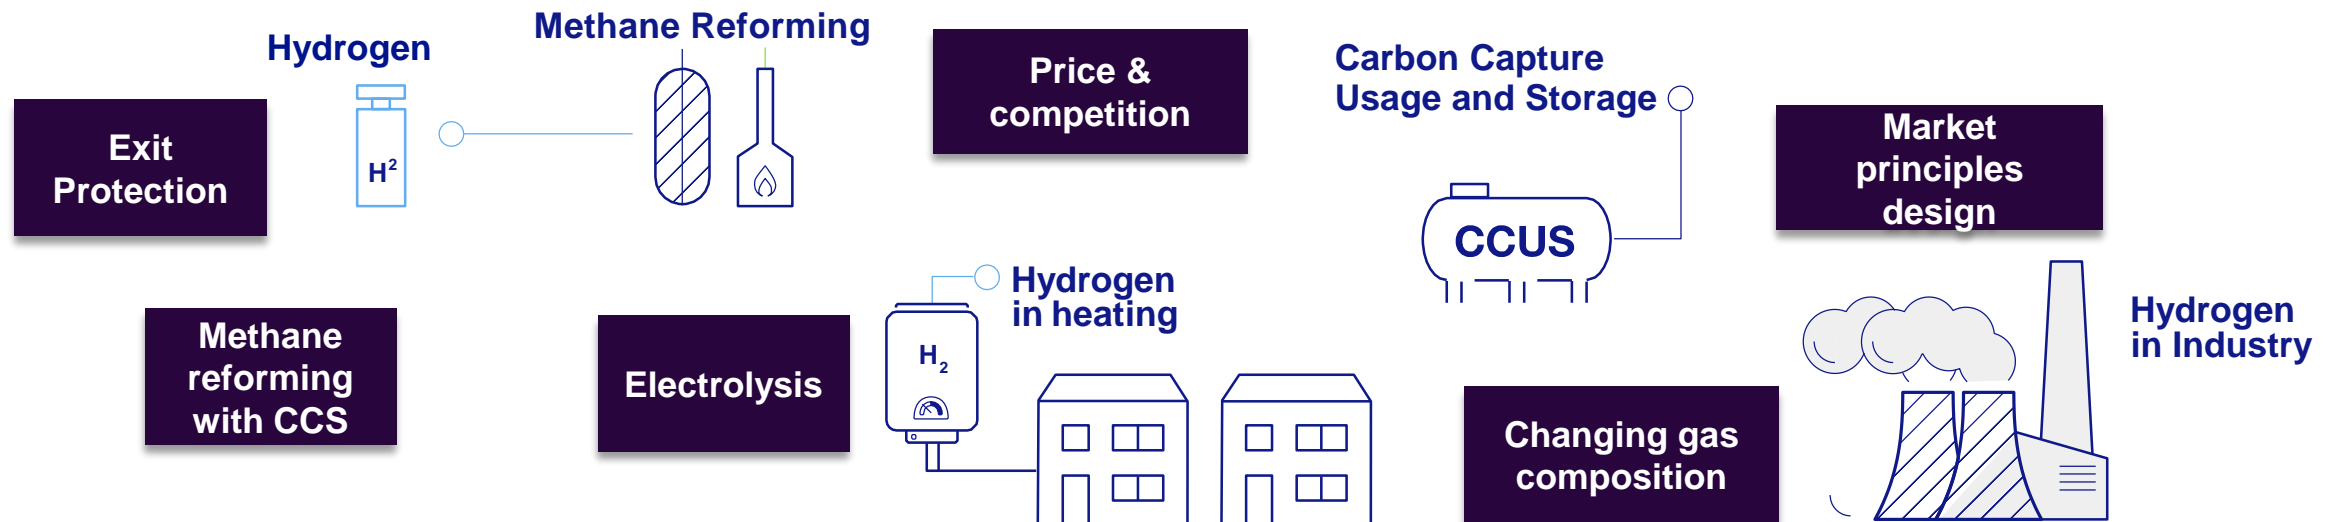 Hydrogen
Methane Reforming
Exit
Protection
H²
Price &
competition
Carbon Capture
Usage and Storage
CCUS
Market
principles
design
Methane
reforming
with CCS
Electrolysis
Hydrogen
in heating
H₂
Changing gas
composition
Hydrogen
in Industry